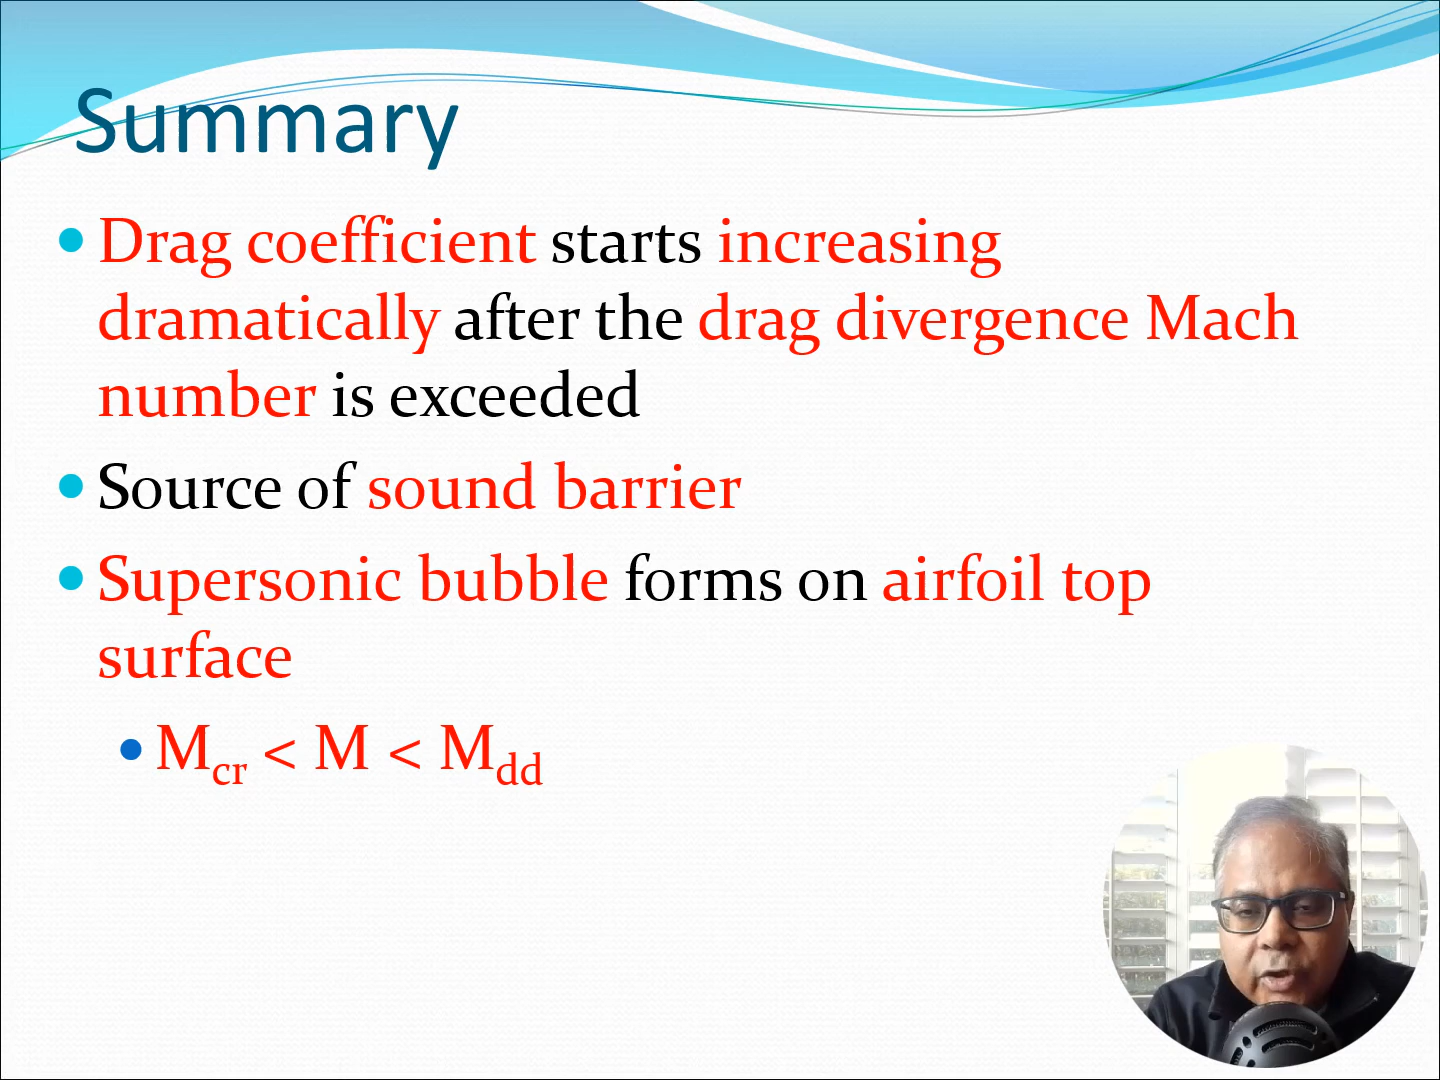 Summary
• Drag coefficient starts increasing
dramatically after the drag divergence Mach
number is exceeded
• Source of sound barrier
• Supersonic bubble forms on airfoil top
surface
• M_cr < M < M_dd